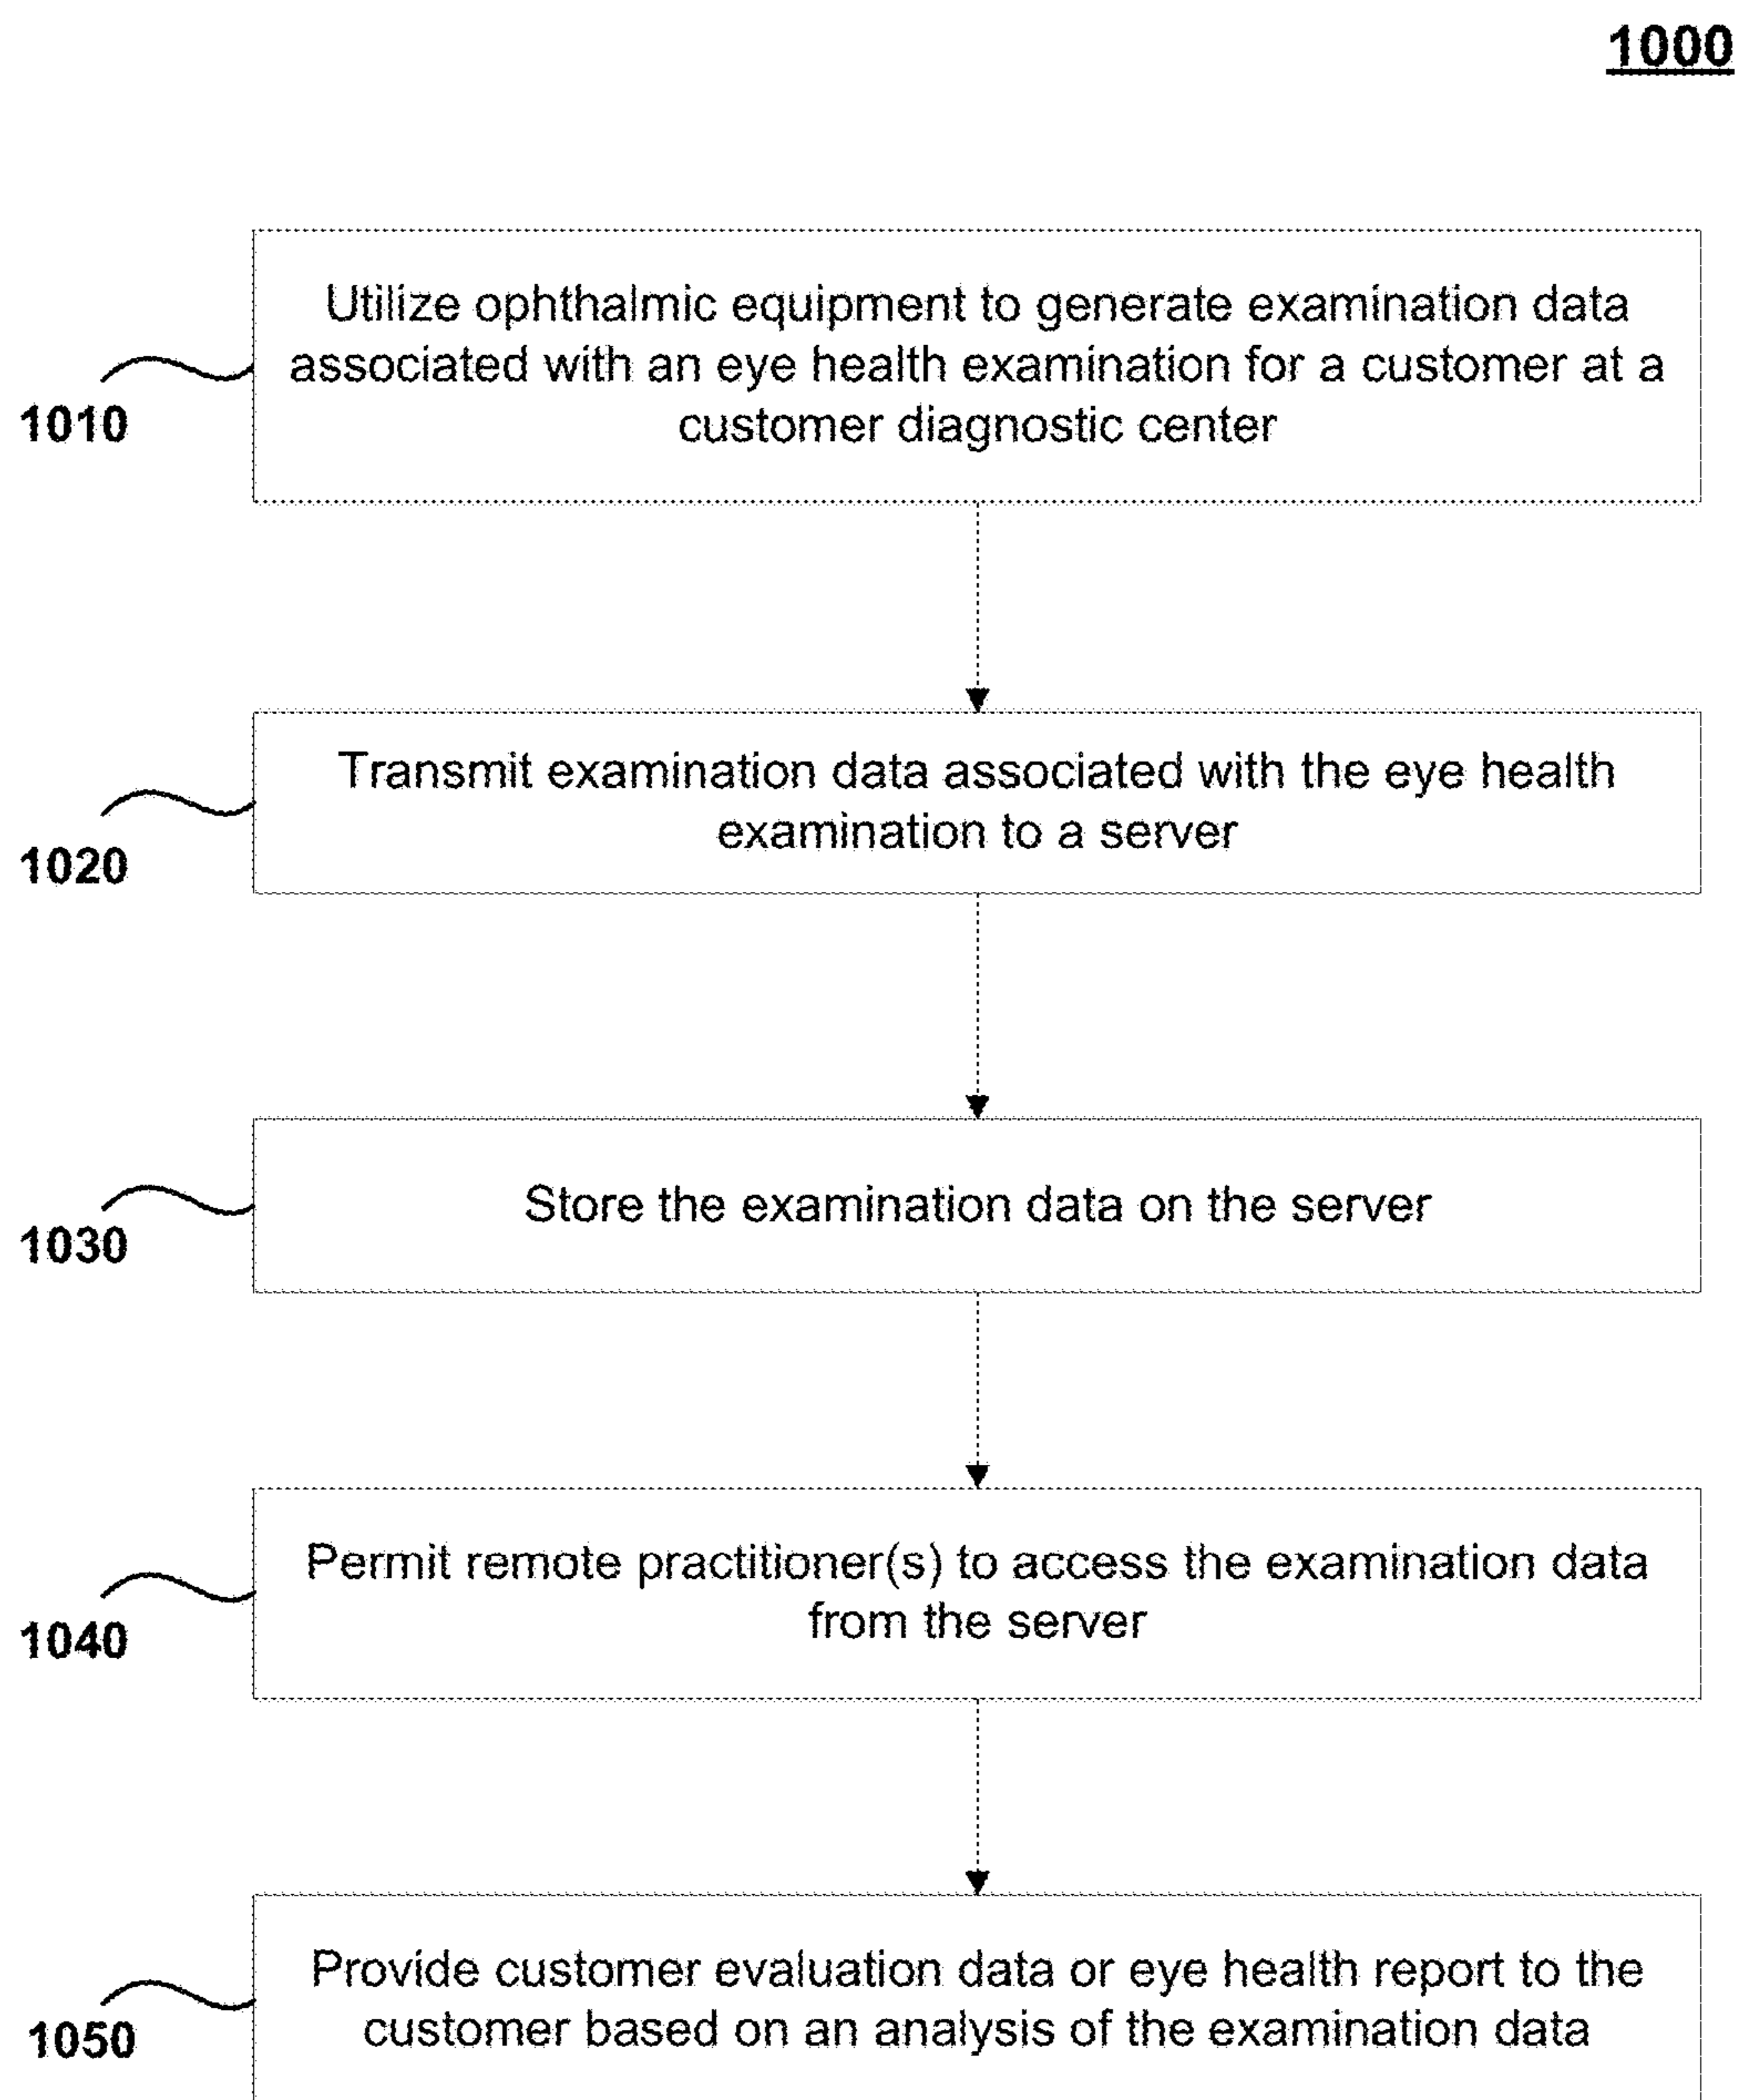 1000
Utilize ophthalmic equipment to generate examination data
associated with an eye health examination for a customer at a
customer diagnostic center
1010
Transmit examination data associated with the eye health
examination to a server
1020
Store the examination data on the server
1030
Permit remote practitioner(s) to access the examination data
from the server
1040
Provide customer evaluation data or eye health report to the
customer based on an analysis of the examination data
1050